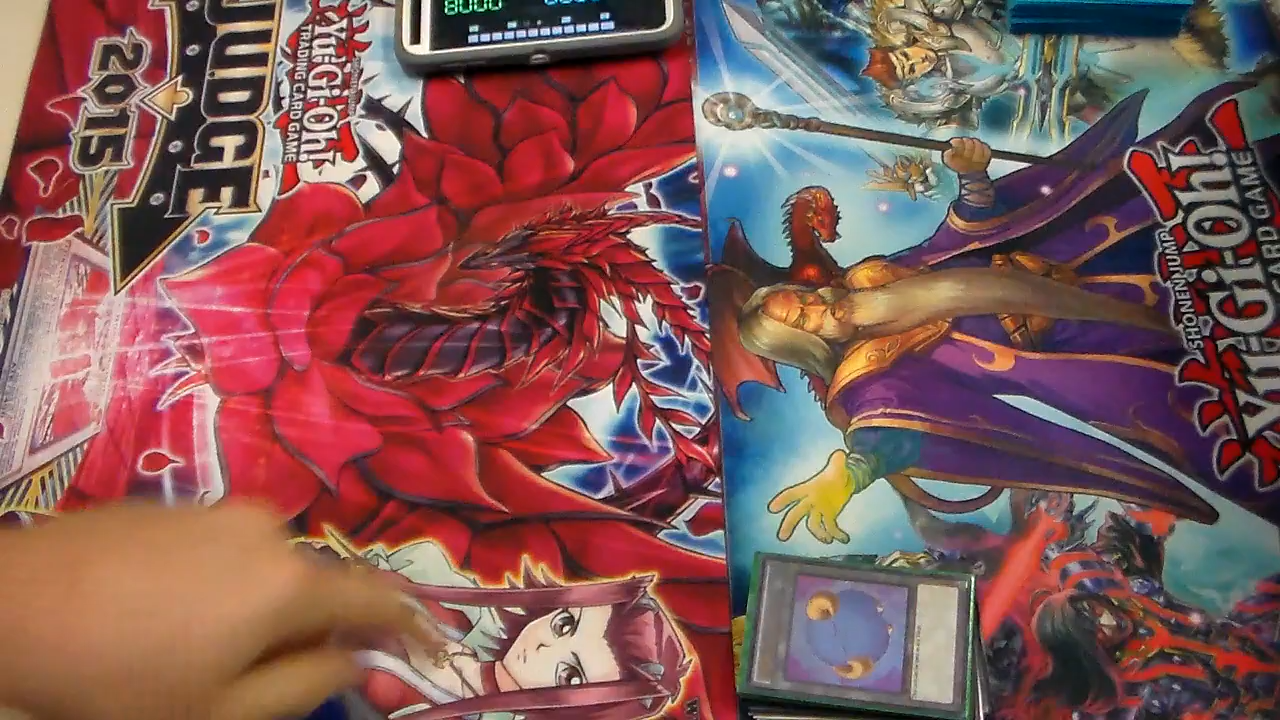 JUDGE
2015
Yu-Gi-Oh!
TRADING CARD GAME
8000
SHONEN JUMP
Yu-Gi-Oh!
CARD GAME